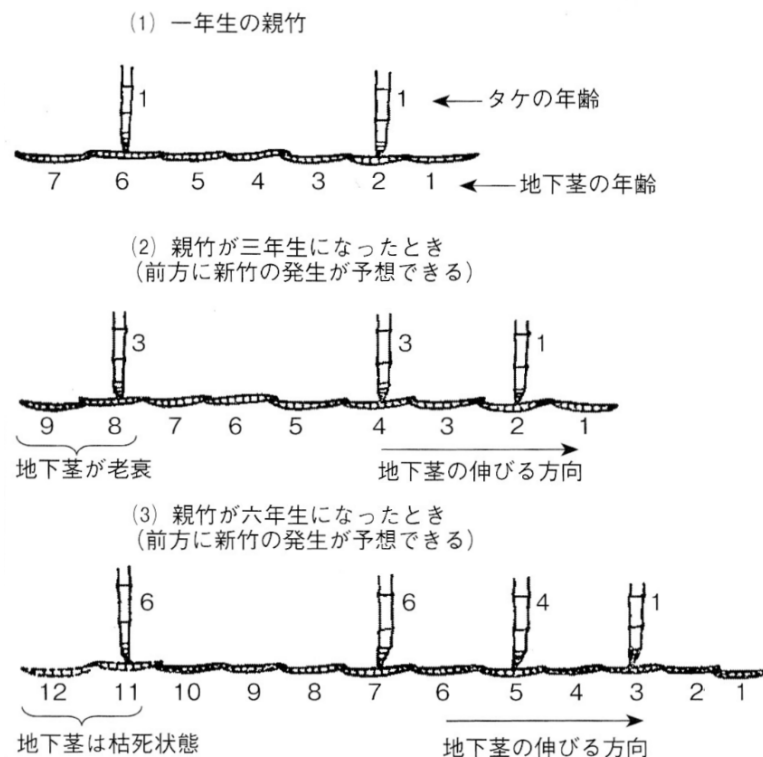 (1) 一年生の親竹
1 1 ← タケの年齢
7 6 5 4 3 2 1 ← 地下茎の年齢
(2) 親竹が三年生になったとき
(前方に新竹の発生が予想できる)
3 3 1
9 8 7 6 5 4 3 2 1
地下茎が老衰 地下茎の伸びる方向
(3) 親竹が六年生になったとき
(前方に新竹の発生が予想できる)
6 6 4 1
12 11 10 9 8 7 6 5 4 3 2 1
地下茎は枯死状態 地下茎の伸びる方向